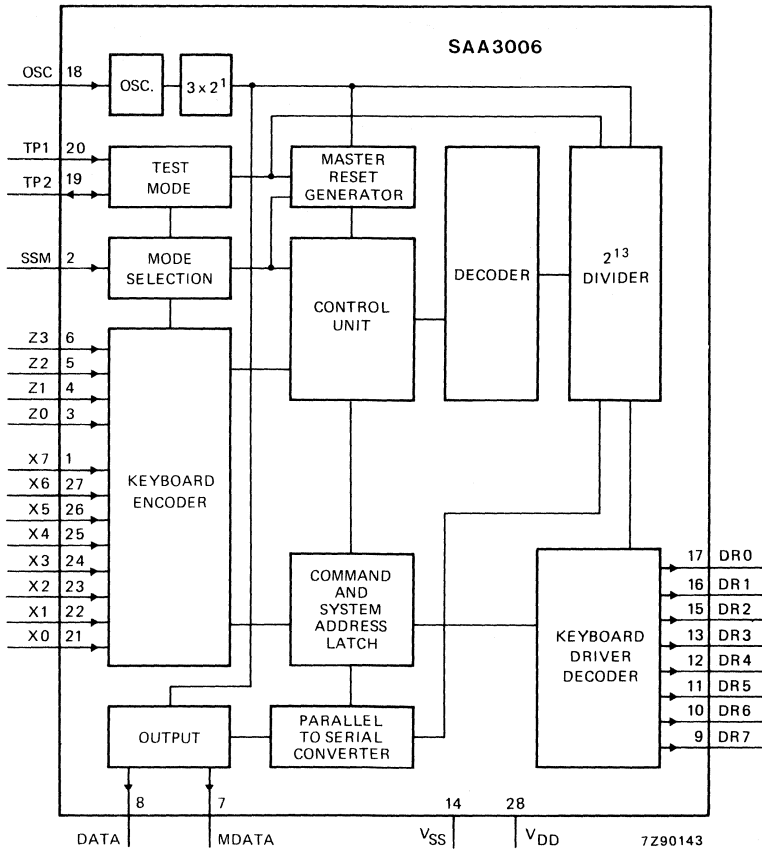 SAA3006
OSC 18
OSC.
3 x 2¹
TP1 20
TP2 19
TEST
MODE
MASTER
RESET
GENERATOR
SSM 2
MODE
SELECTION
CONTROL
UNIT
DECODER
2¹³
DIVIDER
Z3 6
Z2 5
Z1 4
Z0 3
X7 1
X6 27
X5 26
X4 25
X3 24
X2 23
X1 22
X0 21
KEYBOARD
ENCODER
COMMAND
AND
SYSTEM
ADDRESS
LATCH
KEYBOARD
DRIVER
DECODER
17 DR0
16 DR1
15 DR2
13 DR3
12 DR4
11 DR5
10 DR6
9 DR7
OUTPUT
PARALLEL
TO SERIAL
CONVERTER
8 7 14 28
DATA MDATA VSS VDD 7Z90143